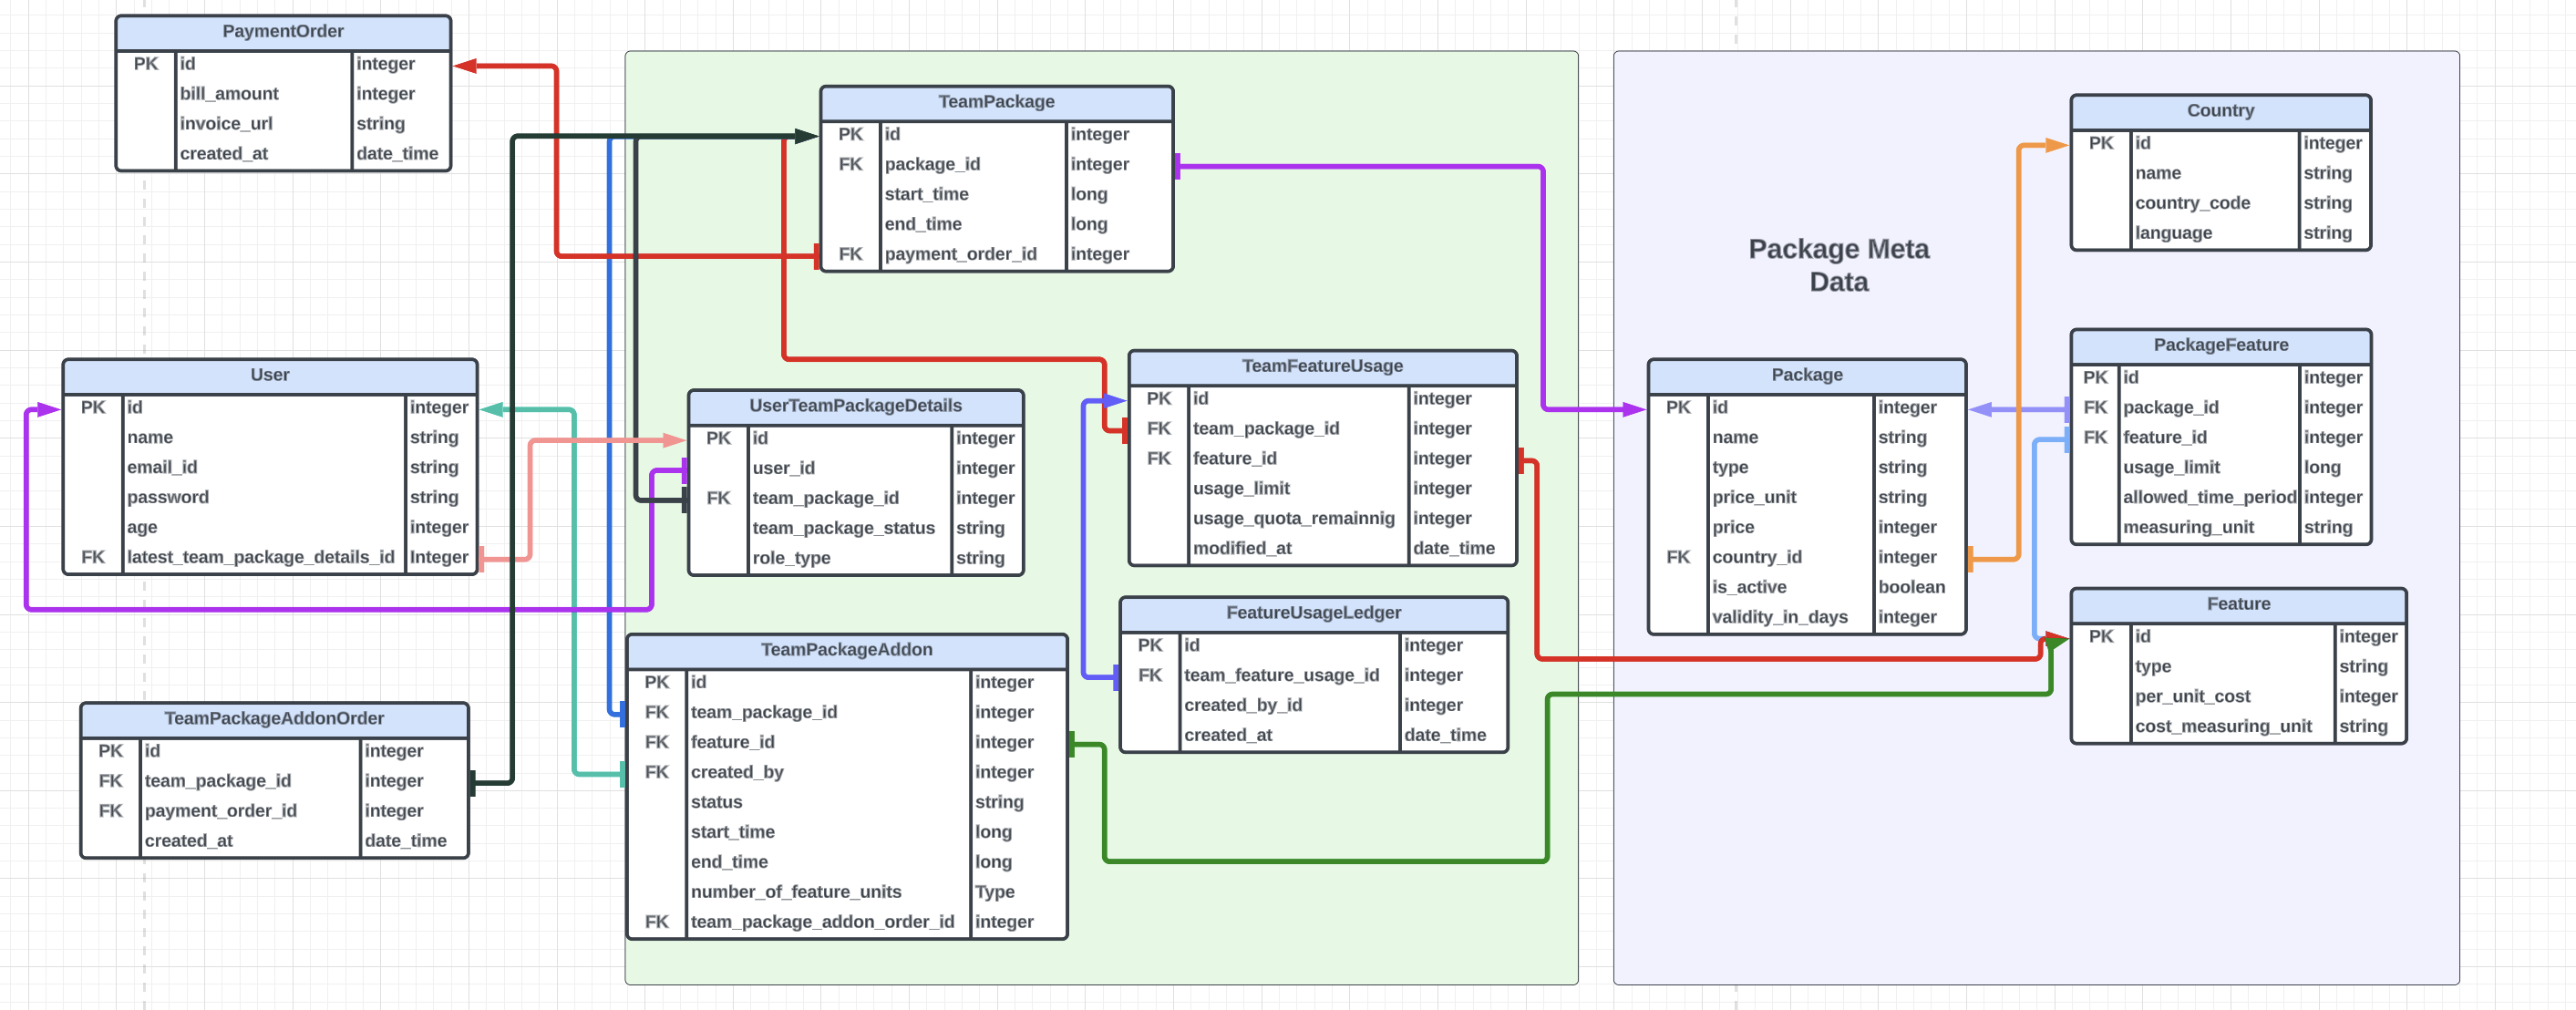 PaymentOrder
PK id integer
bill_amount integer
invoice_url string
created_at date_time
TeamPackage
PK id integer
FK package_id integer
start_time long
end_time long
FK payment_order_id integer
Package Meta
Data
Country
PK id integer
name string
country_code string
language string
User
PK id integer
name string
email_id string
password string
age integer
FK latest_team_package_details_id Integer
UserTeamPackageDetails
PK id integer
user_id integer
FK team_package_id integer
team_package_status string
role_type string
TeamFeatureUsage
PK id integer
FK team_package_id integer
FK feature_id integer
usage_limit integer
usage_quota_remainnig integer
modified_at date_time
Package
PK id integer
name string
type string
price_unit string
price integer
FK country_id integer
is_active boolean
validity_in_days integer
PackageFeature
PK id integer
FK package_id integer
FK feature_id integer
usage_limit long
allowed_time_period integer
measuring_unit string
TeamPackageAddonOrder
PK id integer
FK team_package_id integer
FK payment_order_id integer
created_at date_time
TeamPackageAddon
PK id integer
FK team_package_id integer
FK feature_id integer
FK created_by integer
status string
start_time long
end_time long
number_of_feature_units Type
FK team_package_addon_order_id integer
FeatureUsageLedger
PK id integer
FK team_feature_usage_id integer
created_by_id integer
created_at date_time
Feature
PK id integer
type string
per_unit_cost integer
cost_measuring_unit string